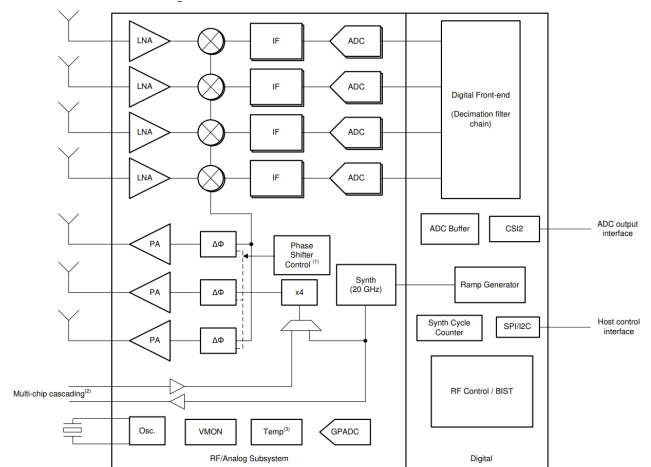 LNA
IF
ADC
LNA
IF
ADC
Digital Front-end
(Decimation filter
chain)
LNA
IF
ADC
LNA
IF
ADC
PA
ΔΦ
Phase
Shifter
Control (1)
ADC Buffer
CSI2
ADC output
interface
PA
ΔΦ
x4
Synth
(20 GHz)
Ramp Generator
PA
ΔΦ
Synth Cycle
Counter
SPI/I2C
Host control
interface
Multi-chip cascading(2)
RF Control / BIST
Osc.
VMON
Temp(3)
GPADC
RF/Analog Subsystem
Digital